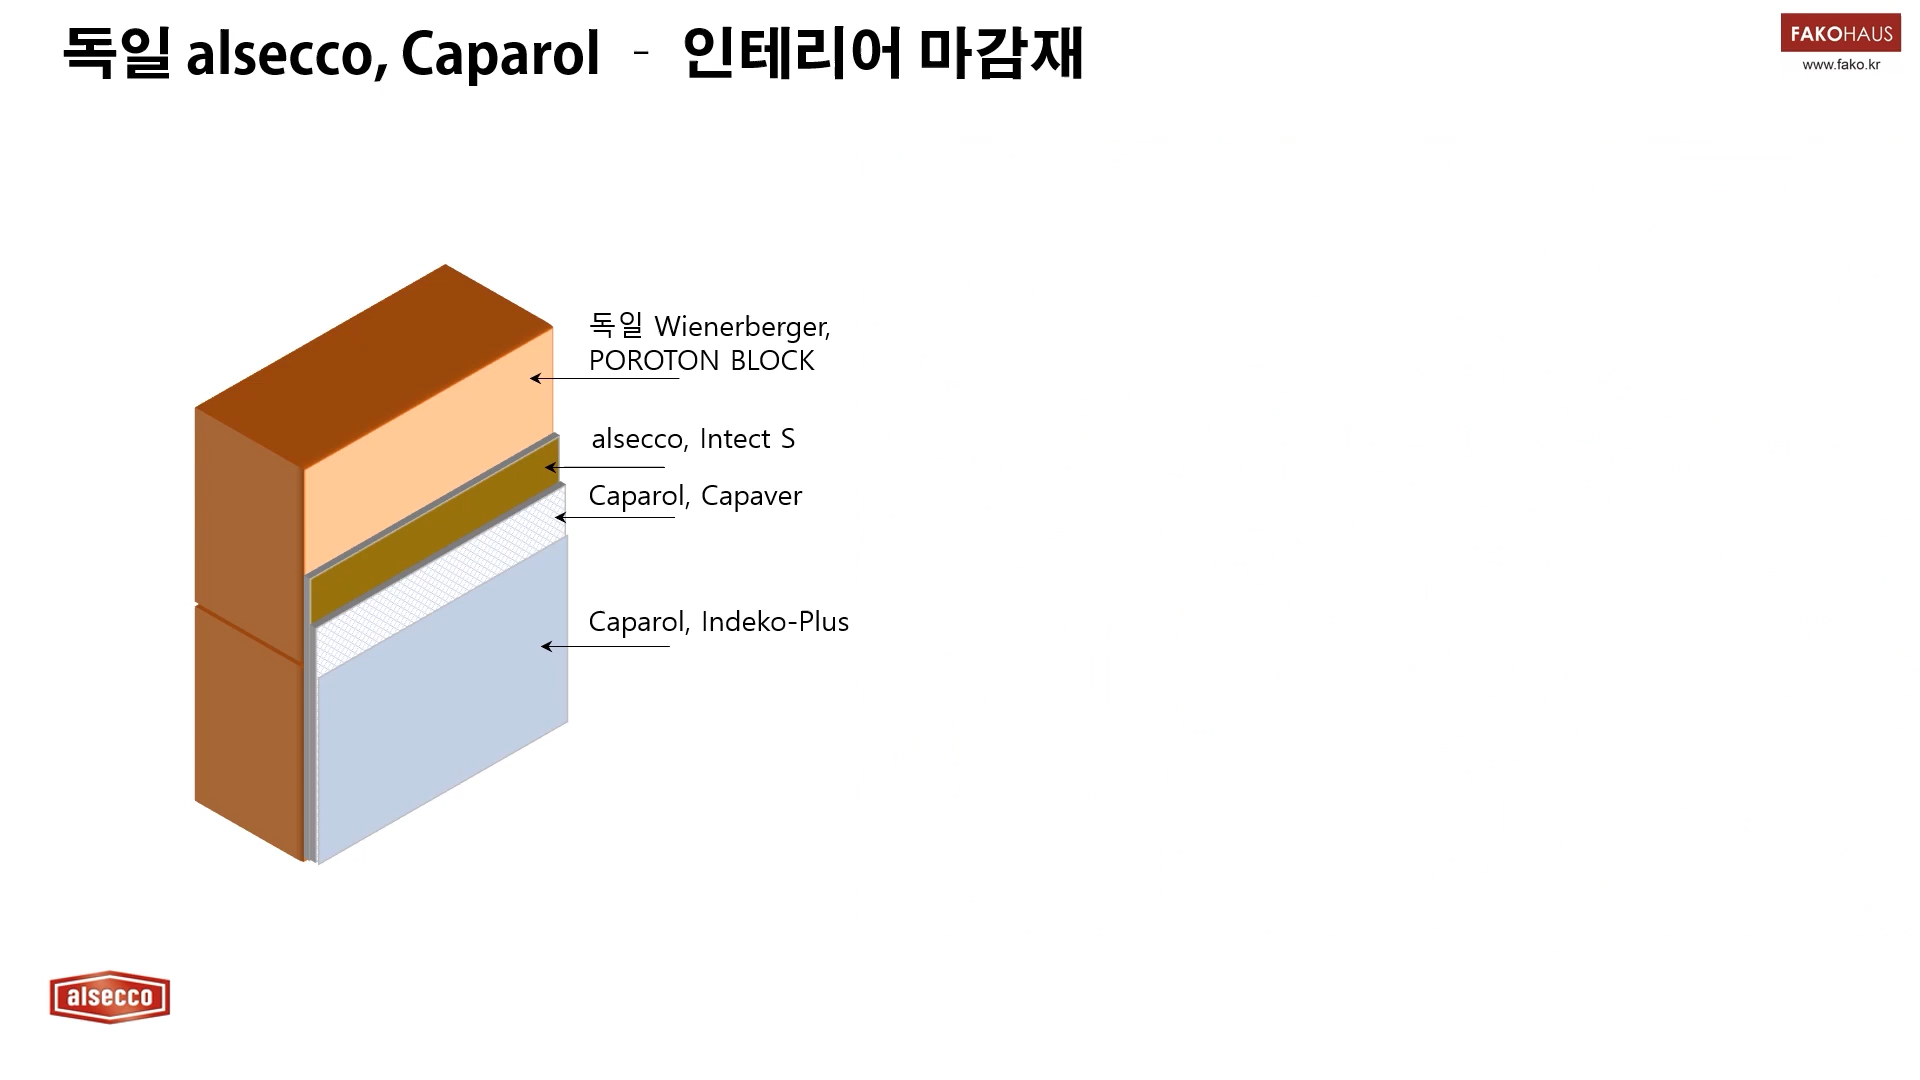 독일 alsecco, Caparol - 인테리어 마감재
FAKOHAUS
www.fako.kr
독일 Wienerberger,
POROTON BLOCK
alsecco, Intect S
Caparol, Capaver
Caparol, Indeko-Plus
alsecco